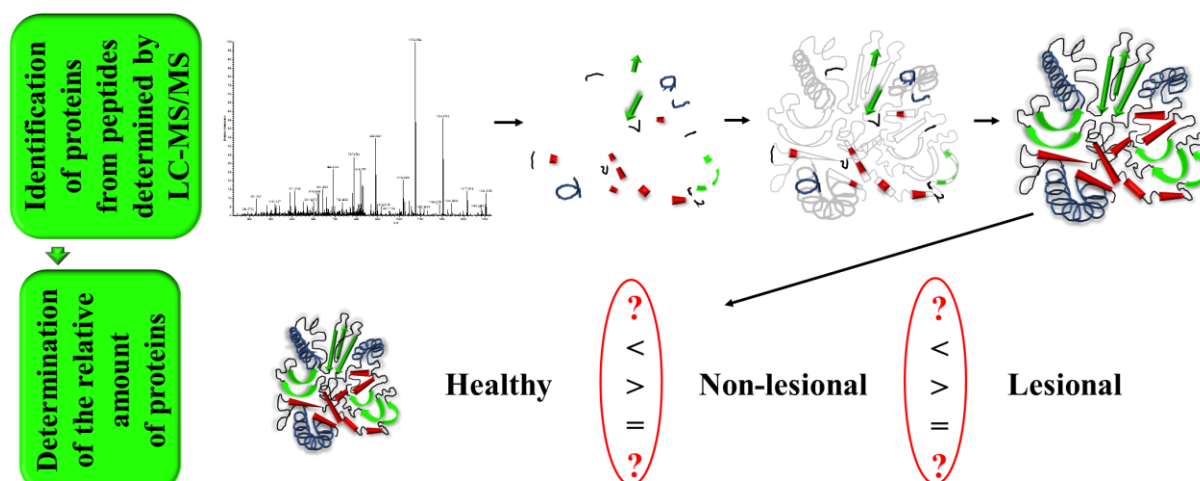 Identification
of proteins
from peptides
determined by
LC-MS/MS
Determination
of the relative
amount
of proteins
Healthy
?
<
>
=
?
Non-lesional
?
<
>
=
?
Lesional